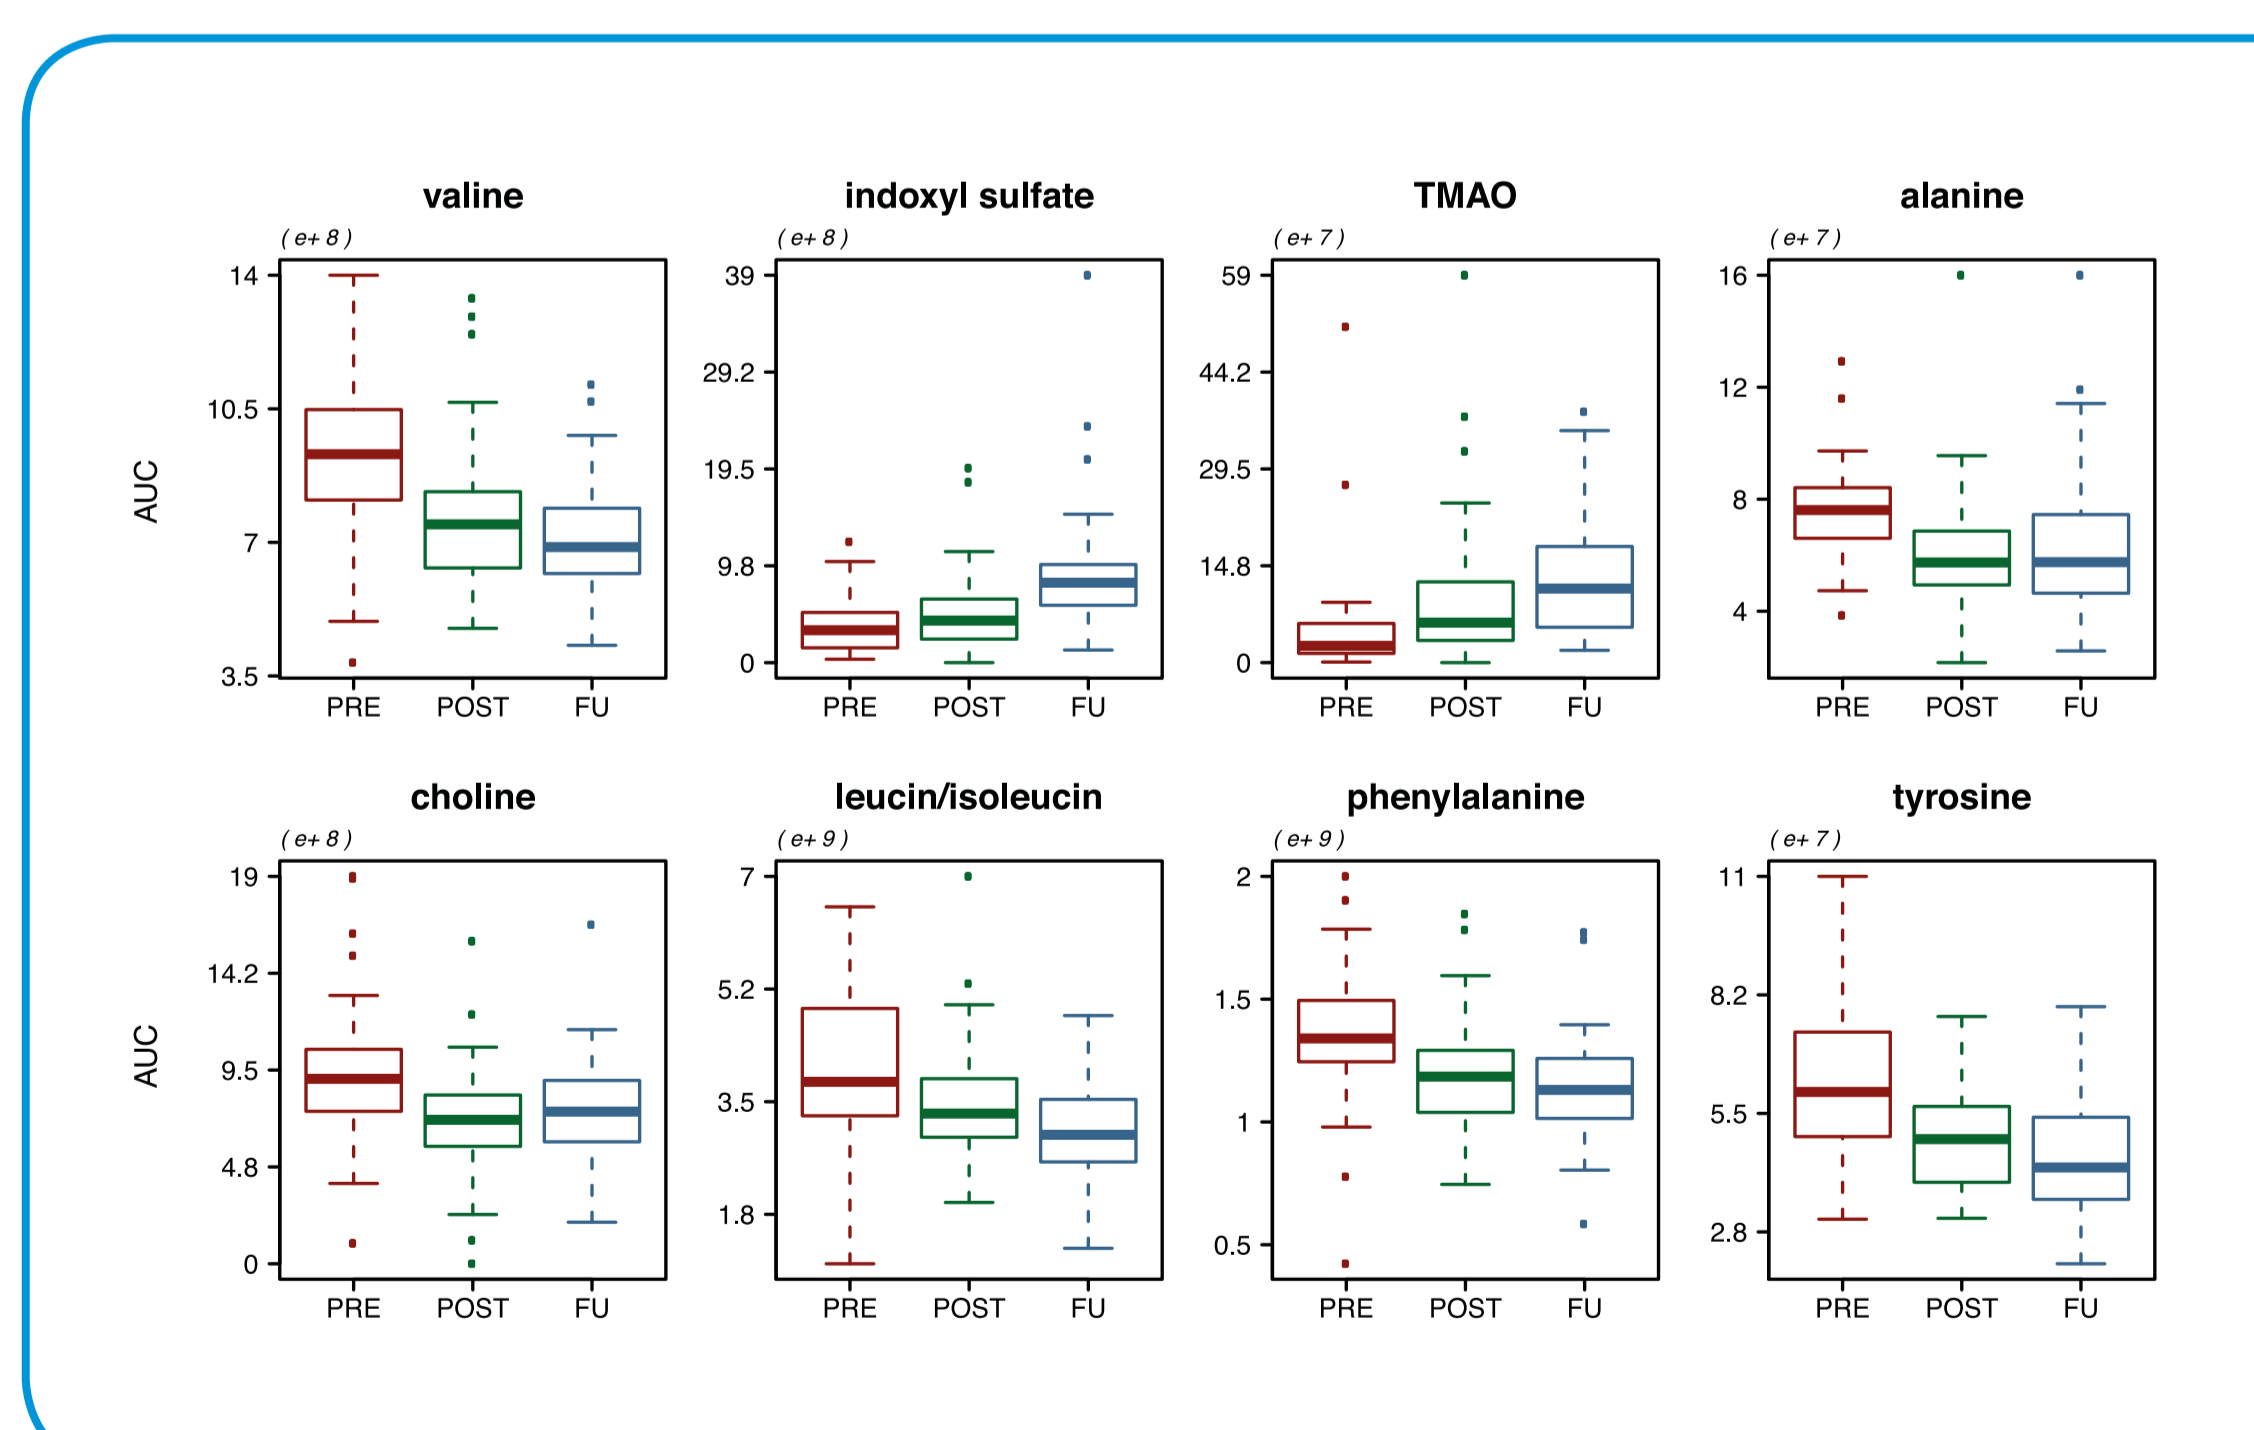 valine indoxyl sulfate TMAO alanine
( e+ 8 ) ( e+ 8 ) ( e+ 7 ) ( e+ 7 )
14 39 59 16
29.2 44.2
12
10.5
AUC
19.5 29.5
8
7
9.8 14.8
4
0 0
3.5
PRE POST FU PRE POST FU PRE POST FU PRE POST FU
choline leucin/isoleucin phenylalanine tyrosine
( e+ 8 ) ( e+ 9 ) ( e+ 9 ) ( e+ 7 )
19 7 2 11
14.2 5.2 1.5 8.2
AUC
9.5 3.5 1 5.5
4.8 1.8 0.5 2.8
0
PRE POST FU PRE POST FU PRE POST FU PRE POST FU